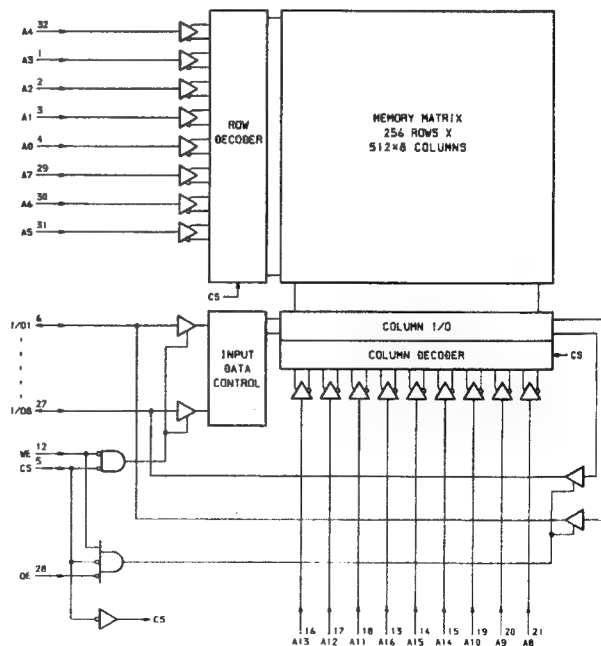 A4 32
A3 1
A2 2
A1 3
A0 4
A7 29
A6 30
A5 31
ROW
DECODER
MEMORY MATRIX
256 ROWS X
512×8 COLUMNS
CS
I/O1 6
I/O8 27
INPUT
DATA
CONTROL
COLUMN I/O
COLUMN DECODER
CS
WE 12
CS 5
OE 28
CS
A13 16
A12 17
A11 18
A16 13
A15 14
A14 15
A10 19
A9 20
A8 21